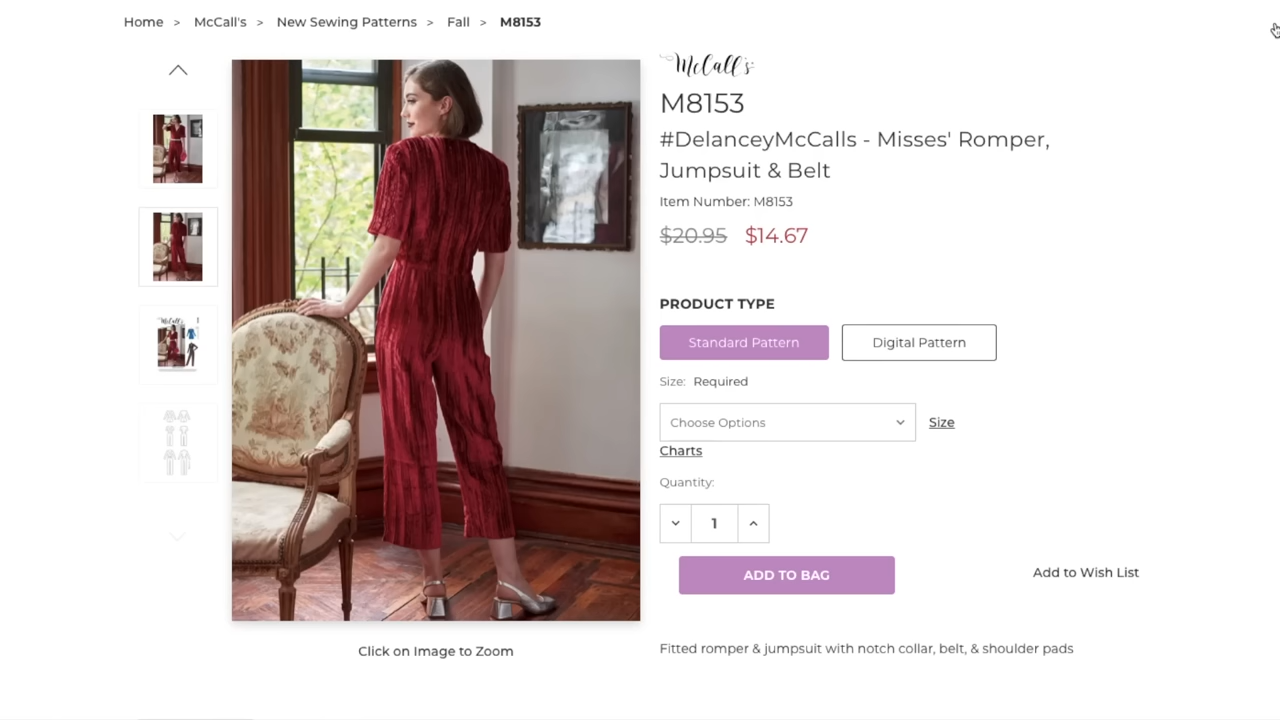 Home > McCall's > New Sewing Patterns > Fall > M8153
McCall's
M8153
#DelanceyMcCalls - Misses' Romper,
Jumpsuit & Belt
Item Number: M8153
$20.95 $14.67
PRODUCT TYPE
Standard Pattern Digital Pattern
Size: Required
Choose Options Size
Charts
Quantity:
1
ADD TO BAG Add to Wish List
Click on Image to Zoom
Fitted romper & jumpsuit with notch collar, belt, & shoulder pads